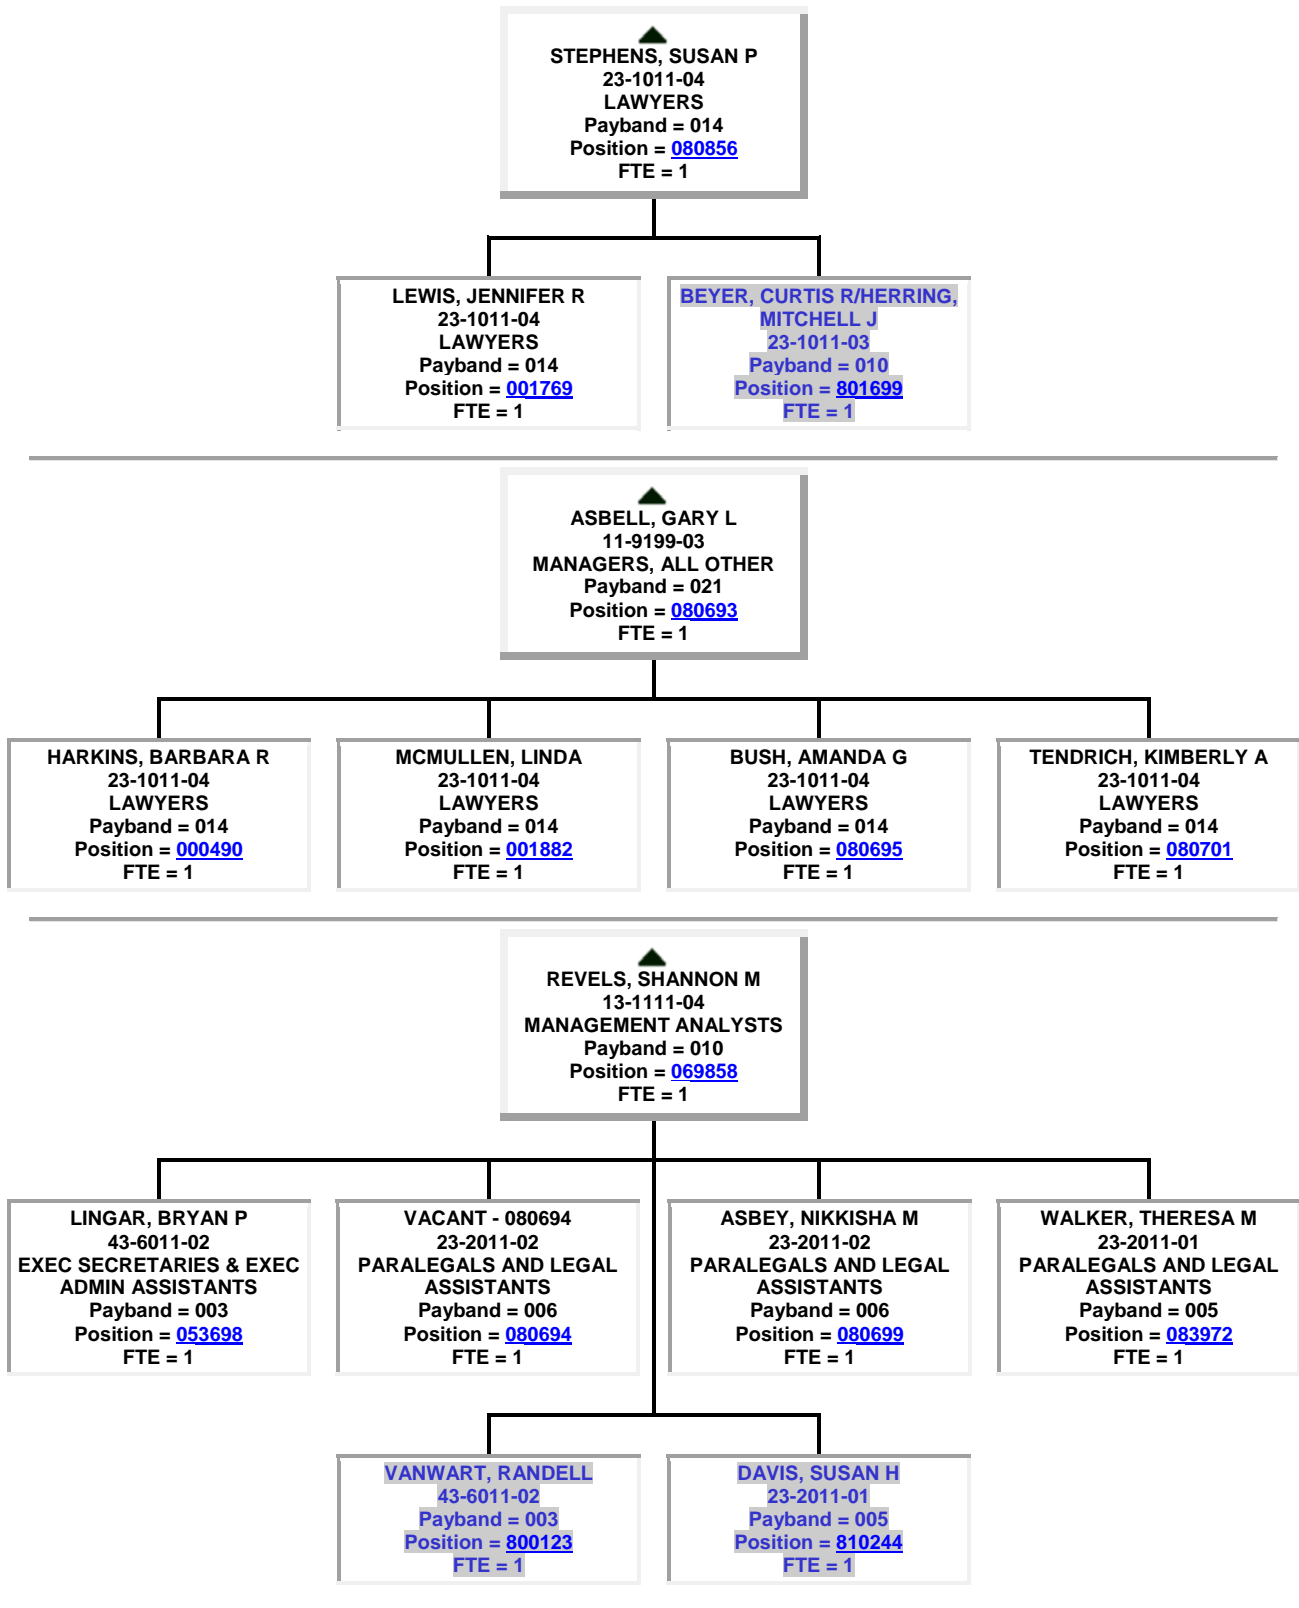 STEPHENS, SUSAN P
23-1011-04
LAWYERS
Payband = 014
Position = 080856
FTE = 1
LEWIS, JENNIFER R
23-1011-04
LAWYERS
Payband = 014
Position = 001769
FTE = 1
BEYER, CURTIS R/HERRING,
MITCHELL J
23-1011-03
Payband = 010
Position = 801699
FTE = 1
ASBELL, GARY L
11-9199-03
MANAGERS, ALL OTHER
Payband = 021
Position = 080693
FTE = 1
HARKINS, BARBARA R
23-1011-04
LAWYERS
Payband = 014
Position = 000490
FTE = 1
MCMULLEN, LINDA
23-1011-04
LAWYERS
Payband = 014
Position = 001882
FTE = 1
BUSH, AMANDA G
23-1011-04
LAWYERS
Payband = 014
Position = 080695
FTE = 1
TENDRICH, KIMBERLY A
23-1011-04
LAWYERS
Payband = 014
Position = 080701
FTE = 1
REVELS, SHANNON M
13-1111-04
MANAGEMENT ANALYSTS
Payband = 010
Position = 069858
FTE = 1
LINGAR, BRYAN P
43-6011-02
EXEC SECRETARIES & EXEC
ADMIN ASSISTANTS
Payband = 003
Position = 053698
FTE = 1
VACANT - 080694
23-2011-02
PARALEGALS AND LEGAL
ASSISTANTS
Payband = 006
Position = 080694
FTE = 1
ASBEY, NIKKISHA M
23-2011-02
PARALEGALS AND LEGAL
ASSISTANTS
Payband = 006
Position = 080699
FTE = 1
WALKER, THERESA M
23-2011-01
PARALEGALS AND LEGAL
ASSISTANTS
Payband = 005
Position = 083972
FTE = 1
VANWART, RANDELL
43-6011-02
Payband = 003
Position = 800123
FTE = 1
DAVIS, SUSAN H
23-2011-01
Payband = 005
Position = 810244
FTE = 1